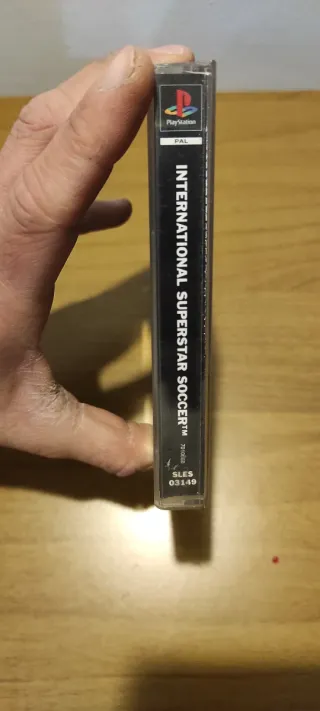 PlayStation
PAL
INTERNATIONAL SUPERSTAR SOCCER™
SLES
03149